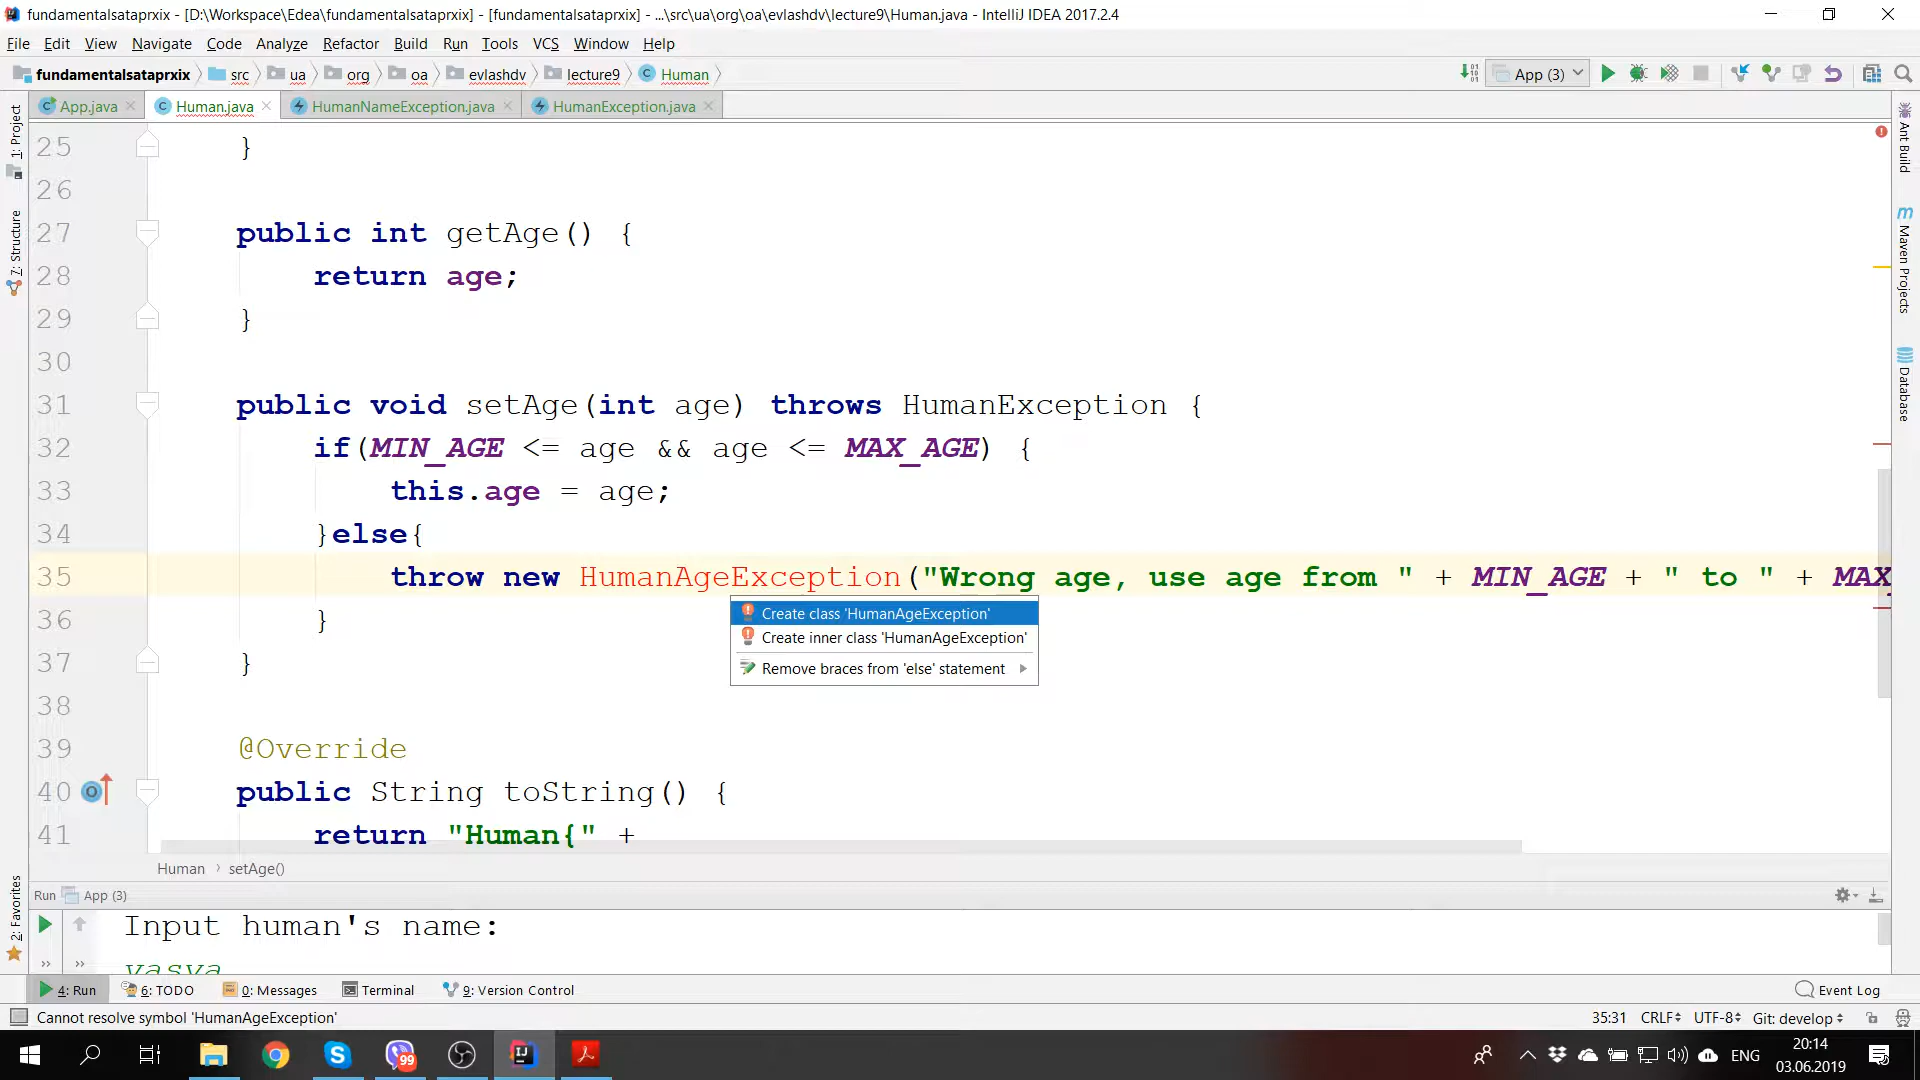 fundamentalsataprxix - [D:\Workspace\Edea\fundamentalsataprxix] - [fundamentalsataprxix] - ...\src\ua\org\oa\evlashdv\lecture9\Human.java - IntelliJ IDEA 2017.2.4
File Edit View Navigate Code Analyze Refactor Build Run Tools VCS Window Help
fundamentalsataprxix src ua org oa evlashdv lecture9 Human App (3)
App.java Human.java HumanNameException.java HumanException.java
1: Project
7: Structure
2: Favorites
Ant Build
Maven Projects
Database
25 }
26
27 public int getAge() {
28 return age;
29 }
30
31 public void setAge(int age) throws HumanException {
32 if(MIN_AGE <= age && age <= MAX_AGE) {
33 this.age = age;
34 }else{
35 throw new HumanAgeException("Wrong age, use age from " + MIN_AGE + " to " + MAX_
Create class 'HumanAgeException'
Create inner class 'HumanAgeException'
Remove braces from 'else' statement
36 }
37 }
38
39 @Override
40 public String toString() {
41 return "Human{" +
Human › setAge()
Run App (3)
Input human's name:
vasya
4: Run 6: TODO 0: Messages Terminal 9: Version Control Event Log
Cannot resolve symbol 'HumanAgeException' 35:31 CRLF UTF-8 Git: develop
99 ENG 20:14
03.06.2019